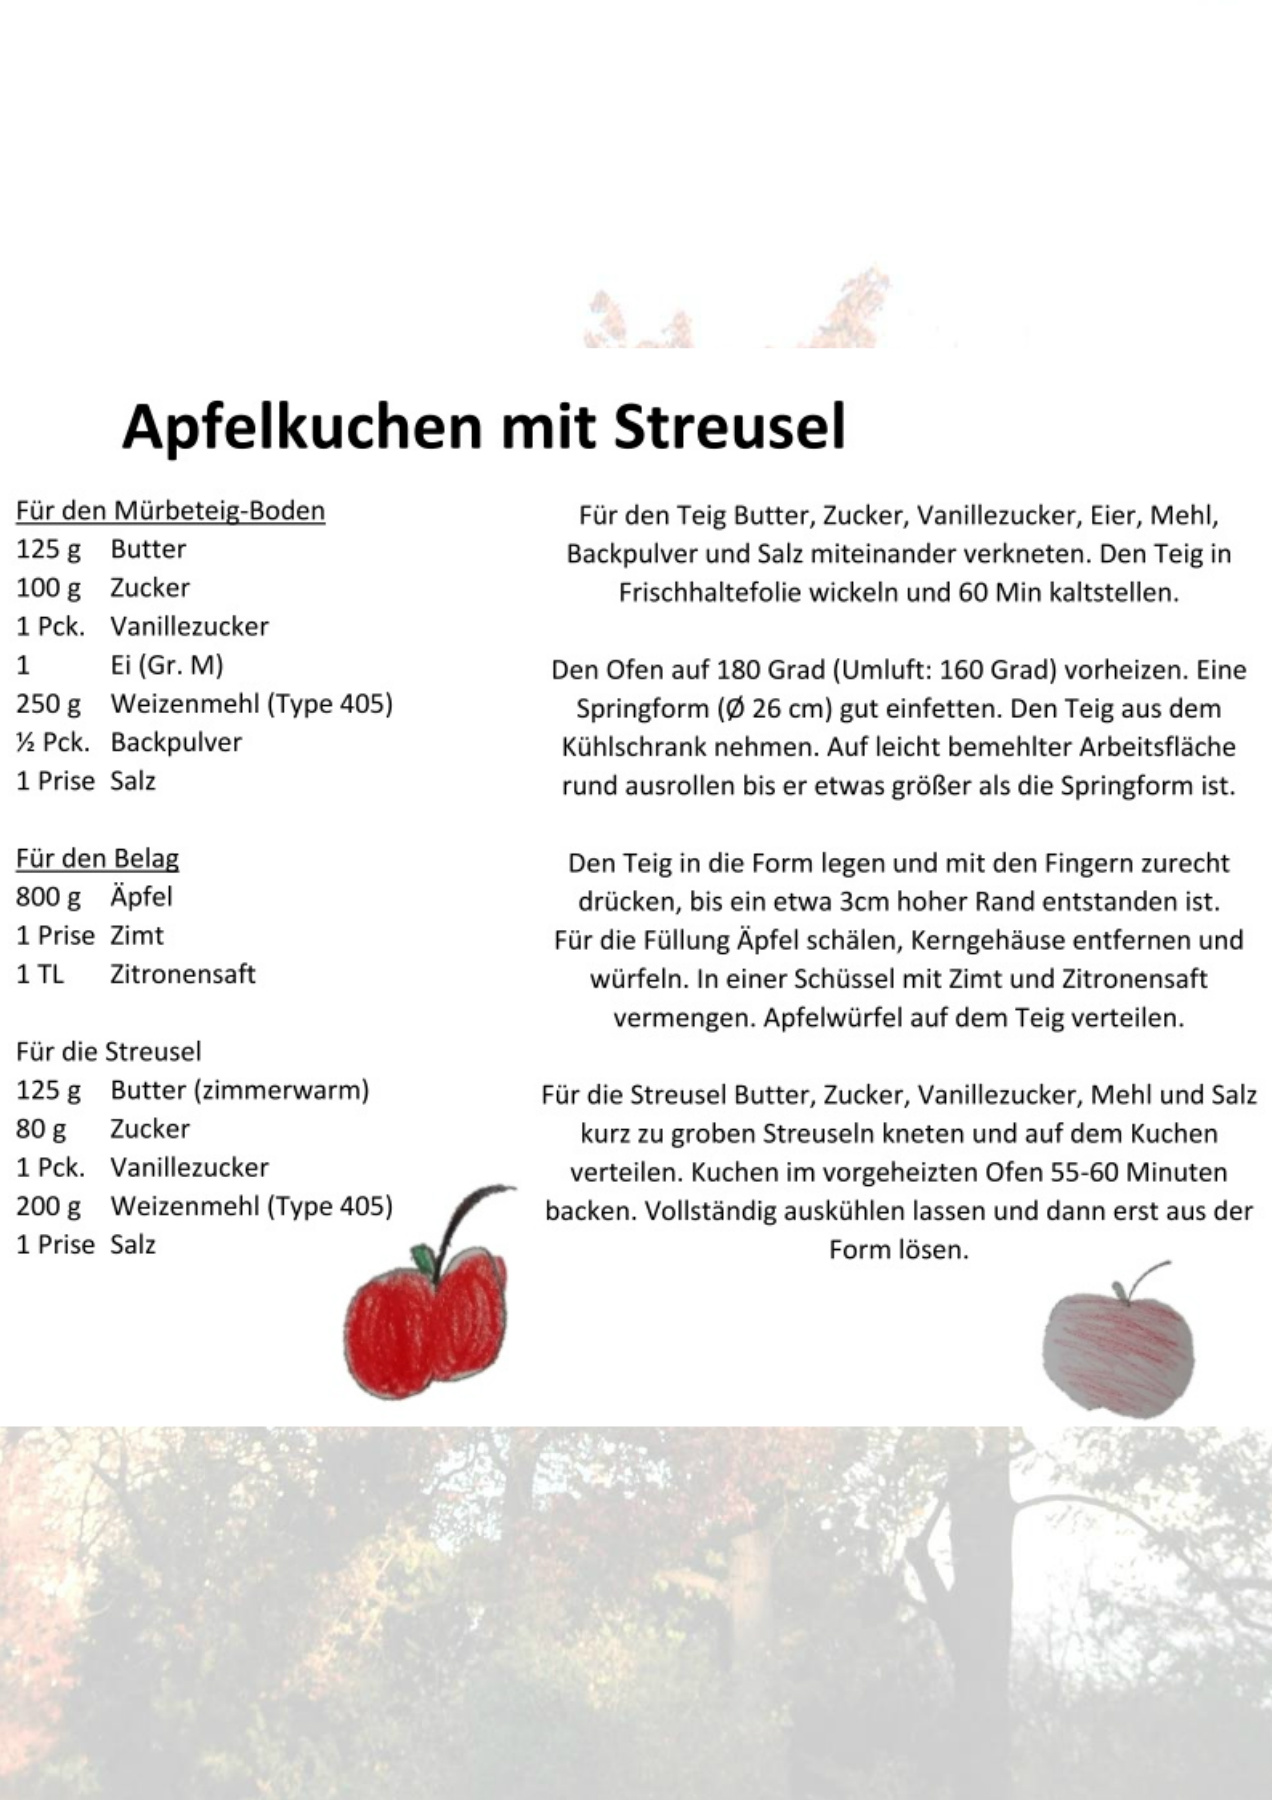 Apfelkuchen mit Streusel
Für den Mürbeteig-Boden
125 g Butter
100 g Zucker
1 Pck. Vanillezucker
1 Ei (Gr. M)
250 g Weizenmehl (Type 405)
½ Pck. Backpulver
1 Prise Salz
Für den Belag
800 g Äpfel
1 Prise Zimt
1 TL Zitronensaft
Für die Streusel
125 g Butter (zimmerwarm)
80 g Zucker
1 Pck. Vanillezucker
200 g Weizenmehl (Type 405)
1 Prise Salz
Für den Teig Butter, Zucker, Vanillezucker, Eier, Mehl,
Backpulver und Salz miteinander verkneten. Den Teig in
Frischhaltefolie wickeln und 60 Min kaltstellen.
Den Ofen auf 180 Grad (Umluft: 160 Grad) vorheizen. Eine
Springform (Ø 26 cm) gut einfetten. Den Teig aus dem
Kühlschrank nehmen. Auf leicht bemehlter Arbeitsfläche
rund ausrollen bis er etwas größer als die Springform ist.
Den Teig in die Form legen und mit den Fingern zurecht
drücken, bis ein etwa 3cm hoher Rand entstanden ist.
Für die Füllung Äpfel schälen, Kerngehäuse entfernen und
würfeln. In einer Schüssel mit Zimt und Zitronensaft
vermengen. Apfelwürfel auf dem Teig verteilen.
Für die Streusel Butter, Zucker, Vanillezucker, Mehl und Salz
kurz zu groben Streuseln kneten und auf dem Kuchen
verteilen. Kuchen im vorgeheizten Ofen 55-60 Minuten
backen. Vollständig auskühlen lassen und dann erst aus der
Form lösen.